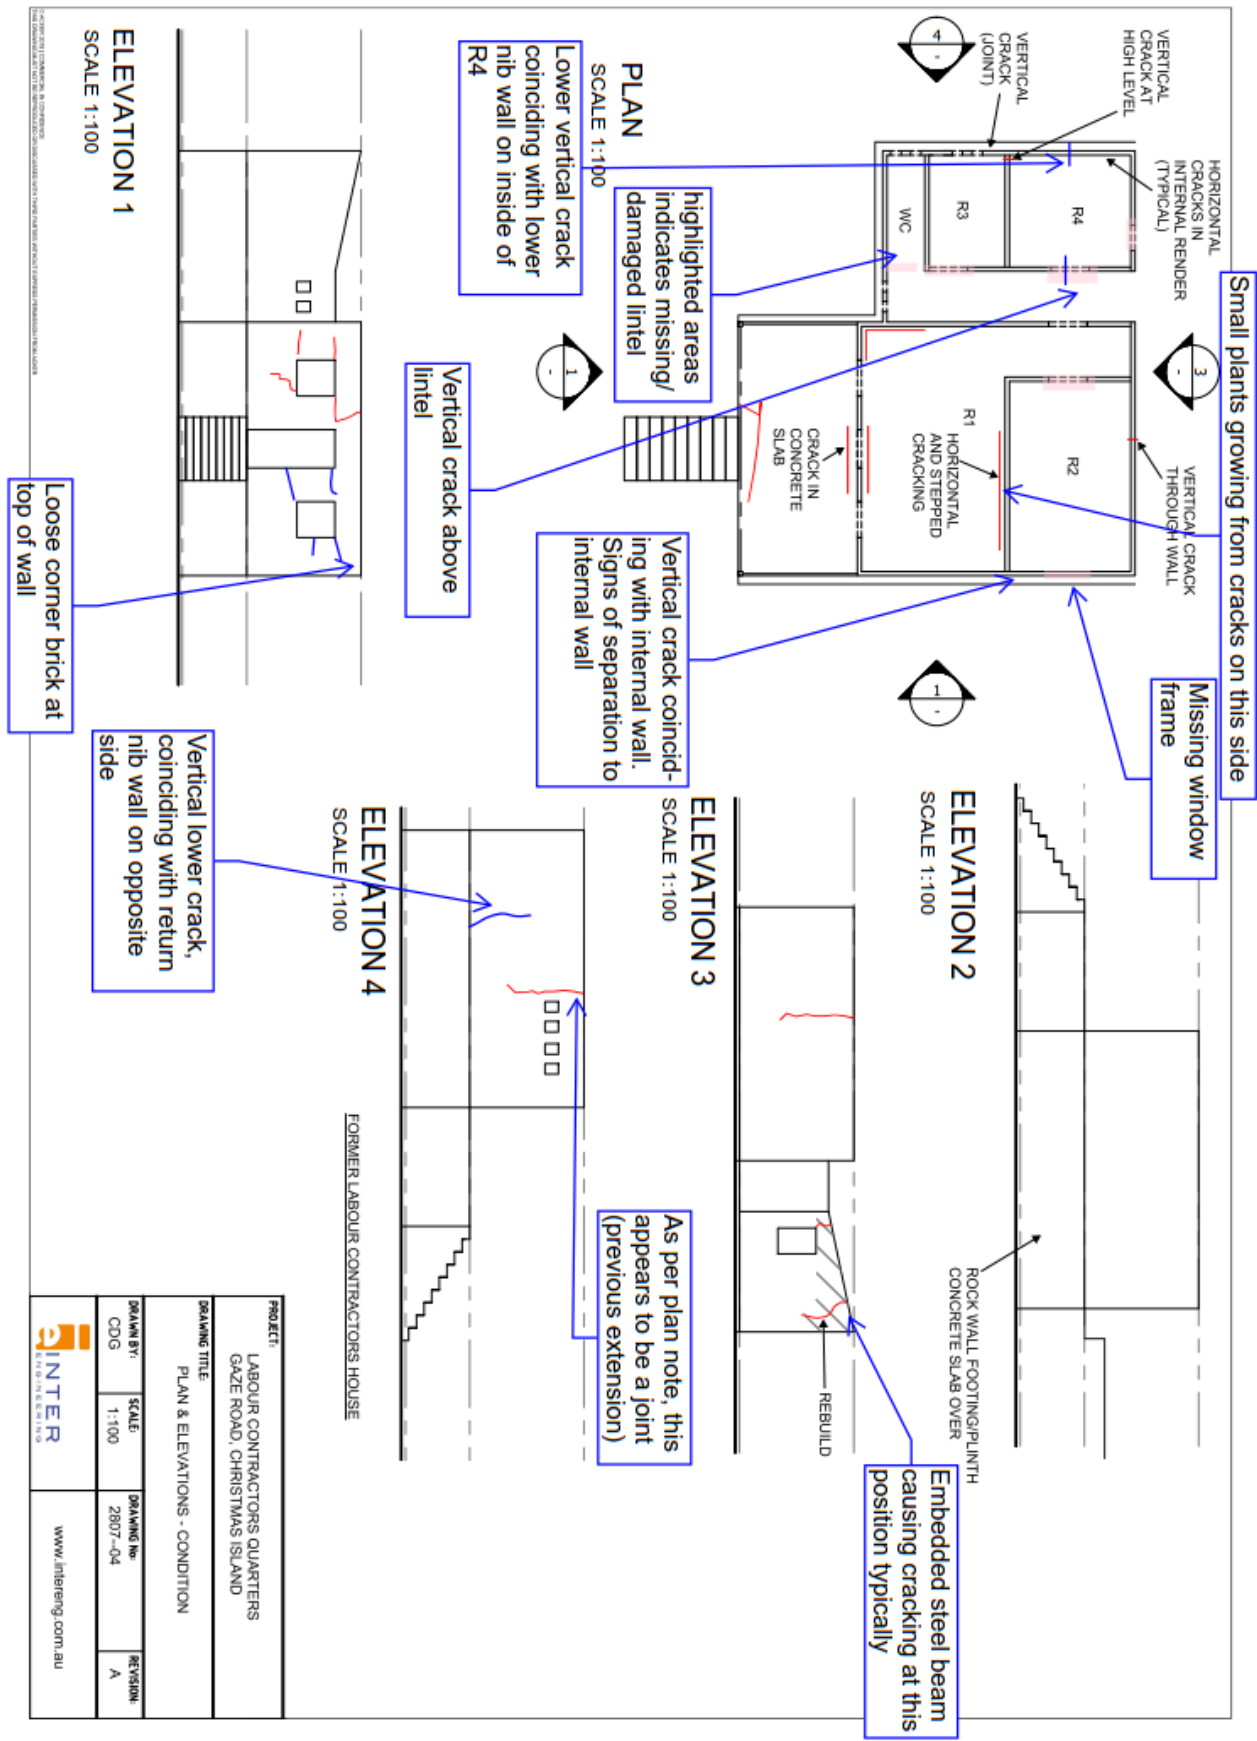 Small plants growing from cracks on this side
Missing window
frame
VERTICAL
CRACK AT
HIGH LEVEL
HORIZONTAL
CRACKS IN
INTERNAL RENDER
(TYPICAL)
3
-
VERTICAL CRACK
THROUGH WALL
VERTICAL
CRACK
(JOINT)
4
-
R4
R3
WC
R2
R1
HORIZONTAL
AND STEPPED
CRACKING
CRACK IN
CONCRETE
SLAB
1
-
1
-
PLAN
SCALE 1:100
Lower vertical crack
coinciding with lower
nib wall on inside of
R4
highlighted areas
indicates missing/
damaged lintel
Vertical crack above
lintel
Vertical crack coincid-
ing with internal wall.
Signs of separation to
internal wall
ELEVATION 1
SCALE 1:100
Loose corner brick at
top of wall
ELEVATION 2
SCALE 1:100
ROCK WALL FOOTING/PLINTH
CONCRETE SLAB OVER
ELEVATION 3
SCALE 1:100
REBUILD
Embedded steel beam
causing cracking at this
position typically
ELEVATION 4
SCALE 1:100
As per plan note, this
appears to be a joint
(previous extension)
Vertical lower crack,
coinciding with return
nib wall on opposite
side
FORMER LABOUR CONTRACTORS HOUSE
PROJECT:
LABOUR CONTRACTORS QUARTERS
GAZE ROAD, CHRISTMAS ISLAND
DRAWING TITLE:
PLAN & ELEVATIONS - CONDITION
DRAWN BY:
CDG
SCALE:
1:100
DRAWING No:
2807--04
REVISION:
A
ie INTER
ENGINEERING
www.intereng.com.au